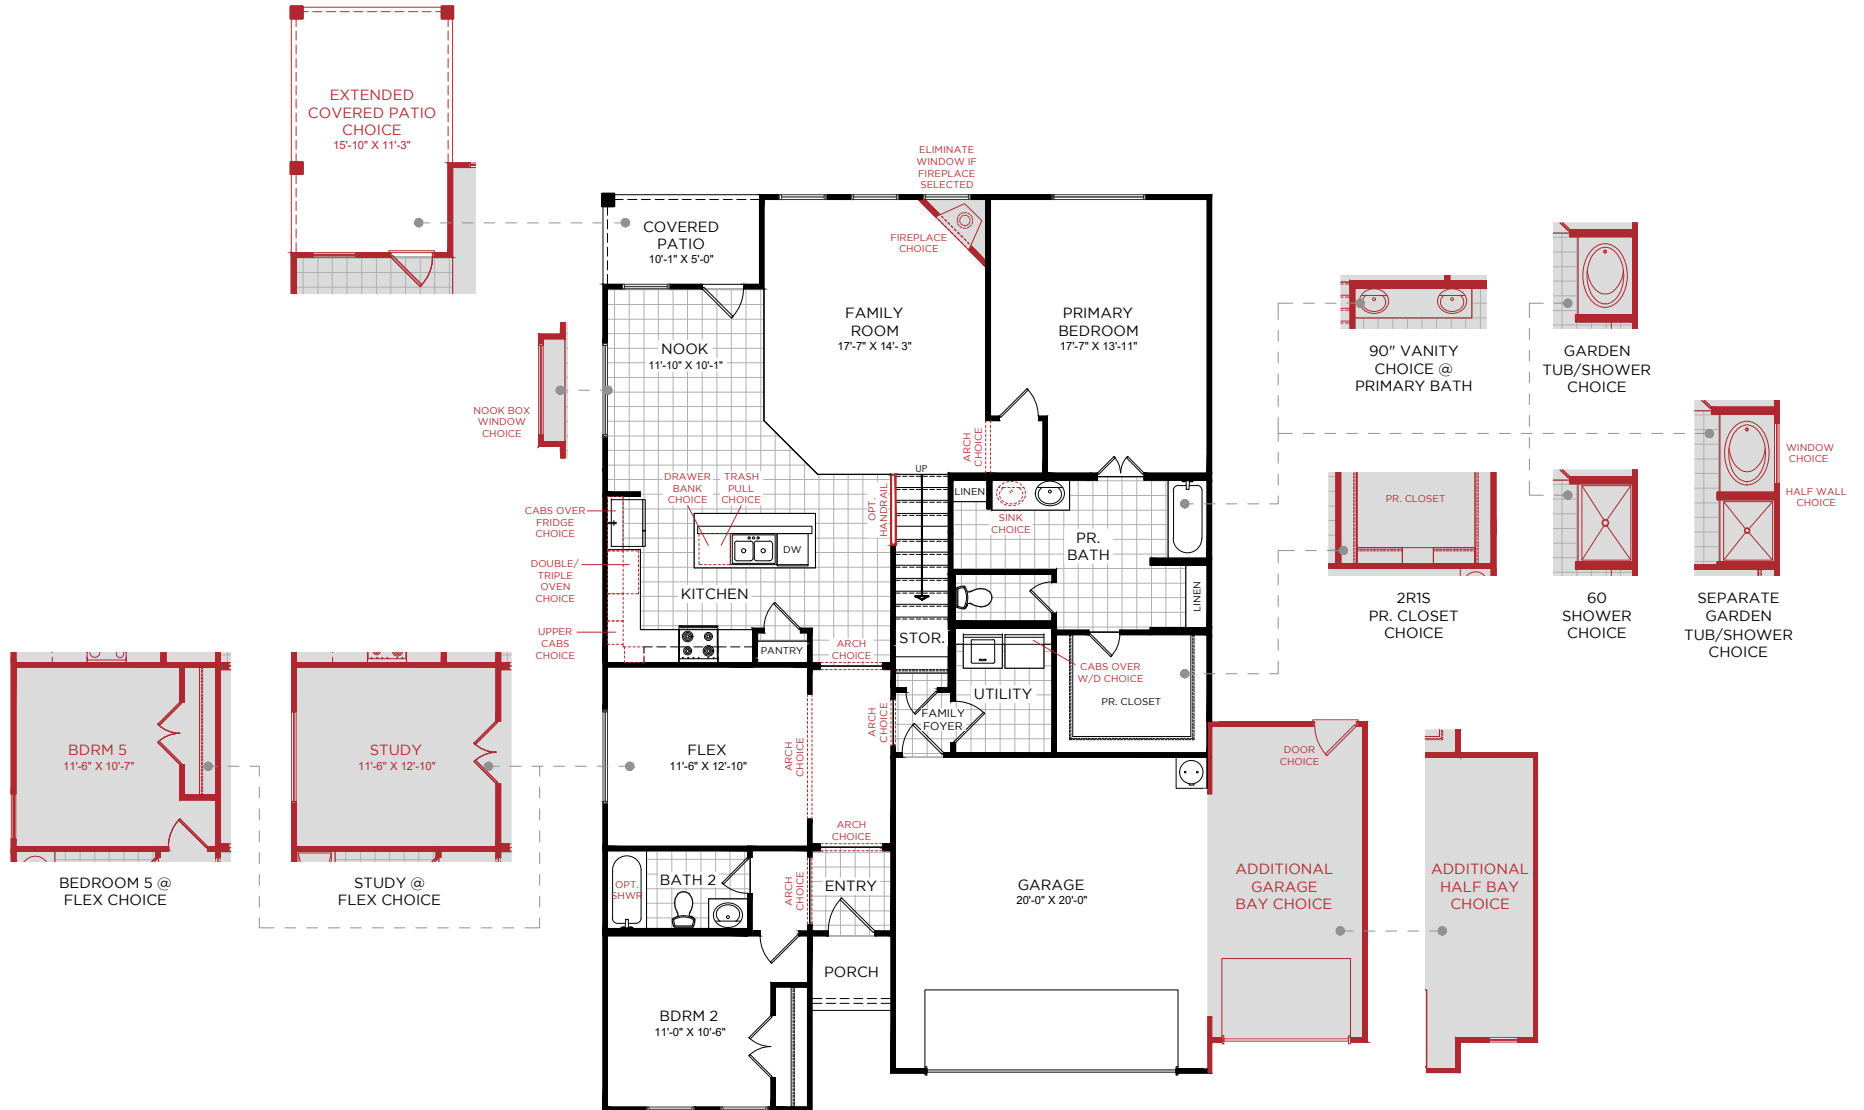 EXTENDED
COVERED PATIO
CHOICE
15'-10" X 11'-3"
ELIMINATE
WINDOW IF
FIREPLACE
SELECTED
FIREPLACE
CHOICE
COVERED
PATIO
10'-1" X 5'-0"
FAMILY
ROOM
17'-7" X 14'- 3"
PRIMARY
BEDROOM
17'-7" X 13'-11"
NOOK
11'-10" X 10'-1"
NOOK BOX
WINDOW
CHOICE
90" VANITY
CHOICE @
PRIMARY BATH
GARDEN
TUB/SHOWER
CHOICE
WINDOW
CHOICE
HALF WALL
CHOICE
ARCH
CHOICE
UP
OPT.
HANDRAIL
DRAWER
BANK
CHOICE
TRASH
PULL
CHOICE
CABS OVER
FRIDGE
CHOICE
DOUBLE/
TRIPLE
OVEN
CHOICE
UPPER
CABS
CHOICE
DW
KITCHEN
PANTRY
ARCH
CHOICE
LINEN
SINK
CHOICE
PR.
BATH
LINEN
STOR.
CABS OVER
W/D CHOICE
UTILITY
PR. CLOSET
PR. CLOSET
2R1S
PR. CLOSET
CHOICE
60
SHOWER
CHOICE
SEPARATE
GARDEN
TUB/SHOWER
CHOICE
BDRM 5
11'-6" X 10'-7"
BEDROOM 5 @
FLEX CHOICE
STUDY
11'-6" X 12'-10"
STUDY @
FLEX CHOICE
FLEX
11'-6" X 12'-10"
ARCH
CHOICE
ARCH
CHOICE
FAMILY
FOYER
ARCH
CHOICE
DOOR
CHOICE
OPT.
SHWR
BATH 2
ARCH
CHOICE
ENTRY
GARAGE
20'-0" X 20'-0"
ADDITIONAL
GARAGE
BAY CHOICE
ADDITIONAL
HALF BAY
CHOICE
PORCH
BDRM 2
11'-0" X 10'-6"